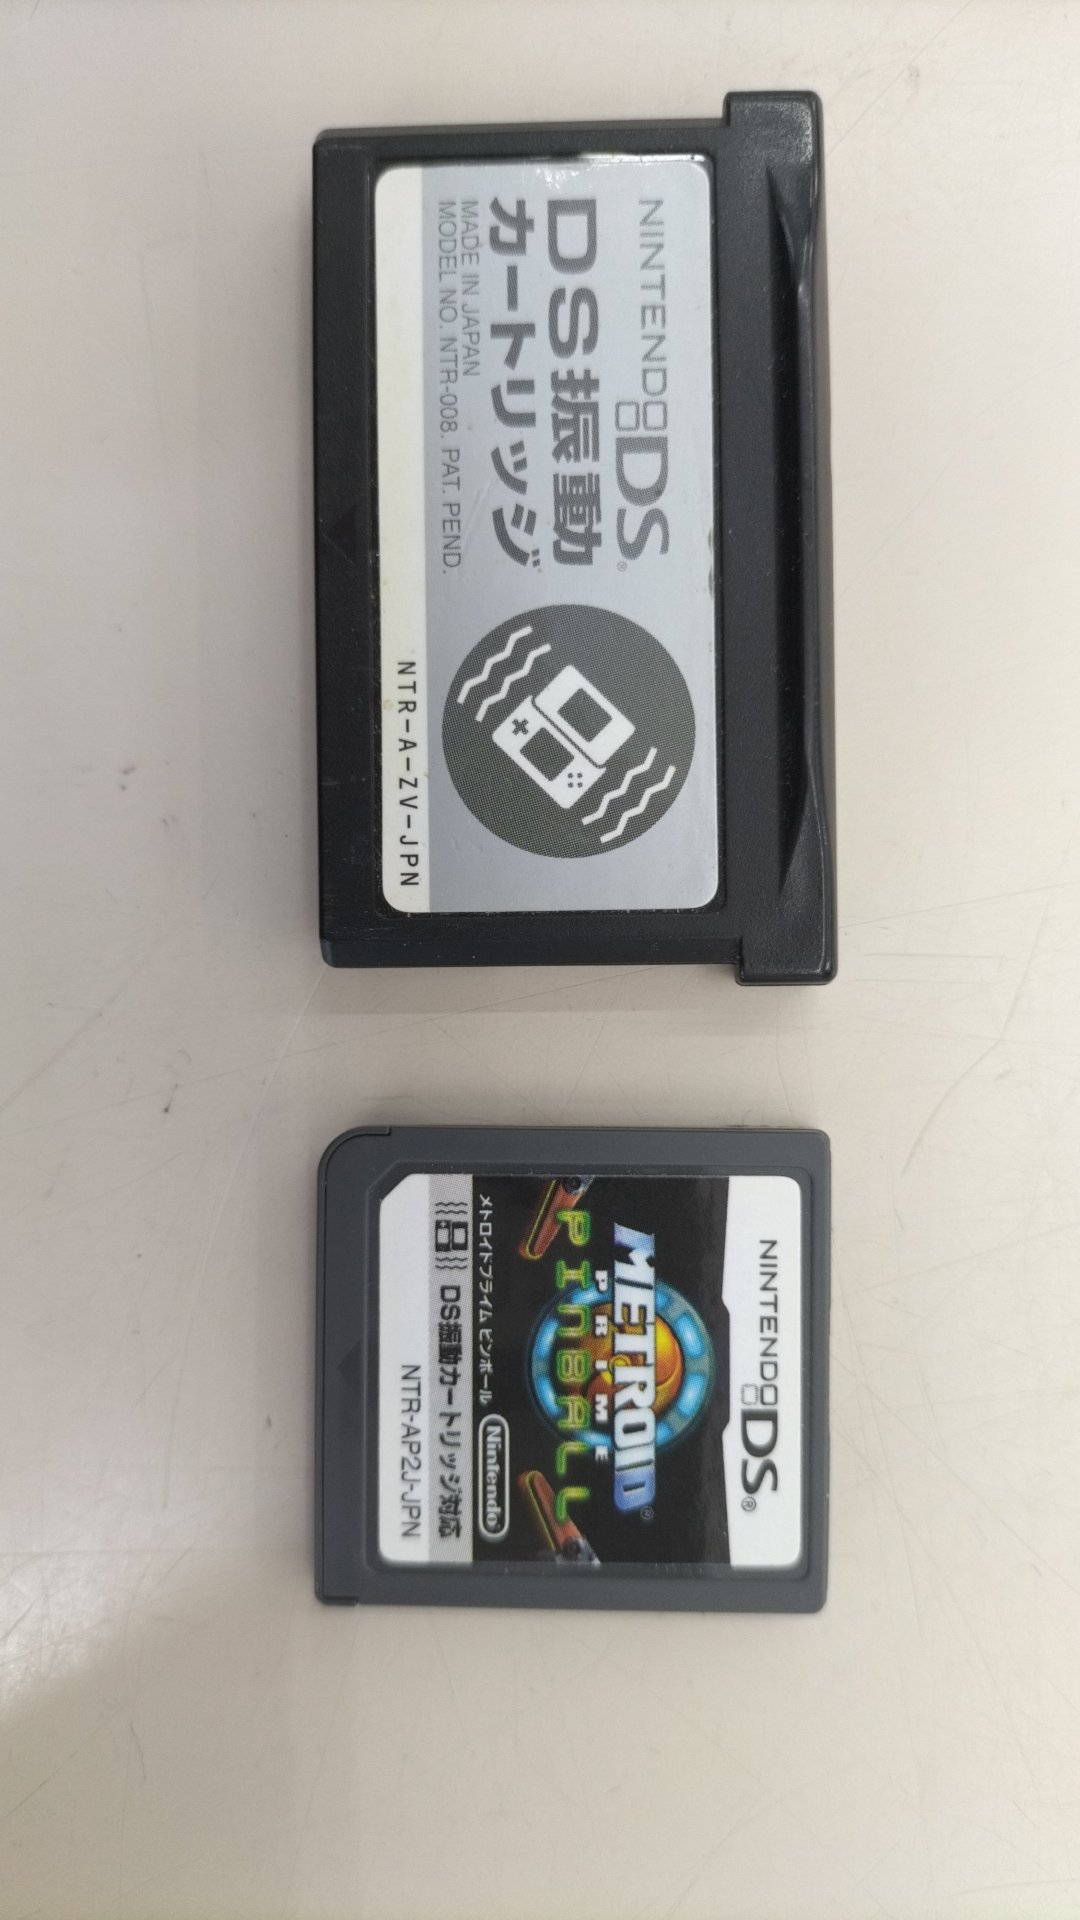 NINTENDO DS®
DS振動
カートリッジ
MADE IN JAPAN
MODEL NO. NTR-008. PAT. PEND.
NTR-A-ZV-JPN
NINTENDO DS®
METROID®
PRIME
PINBALL
メトロイドプライム ピンボール
Nintendo®
DS振動カートリッジ対応
NTR-AP2J-JPN